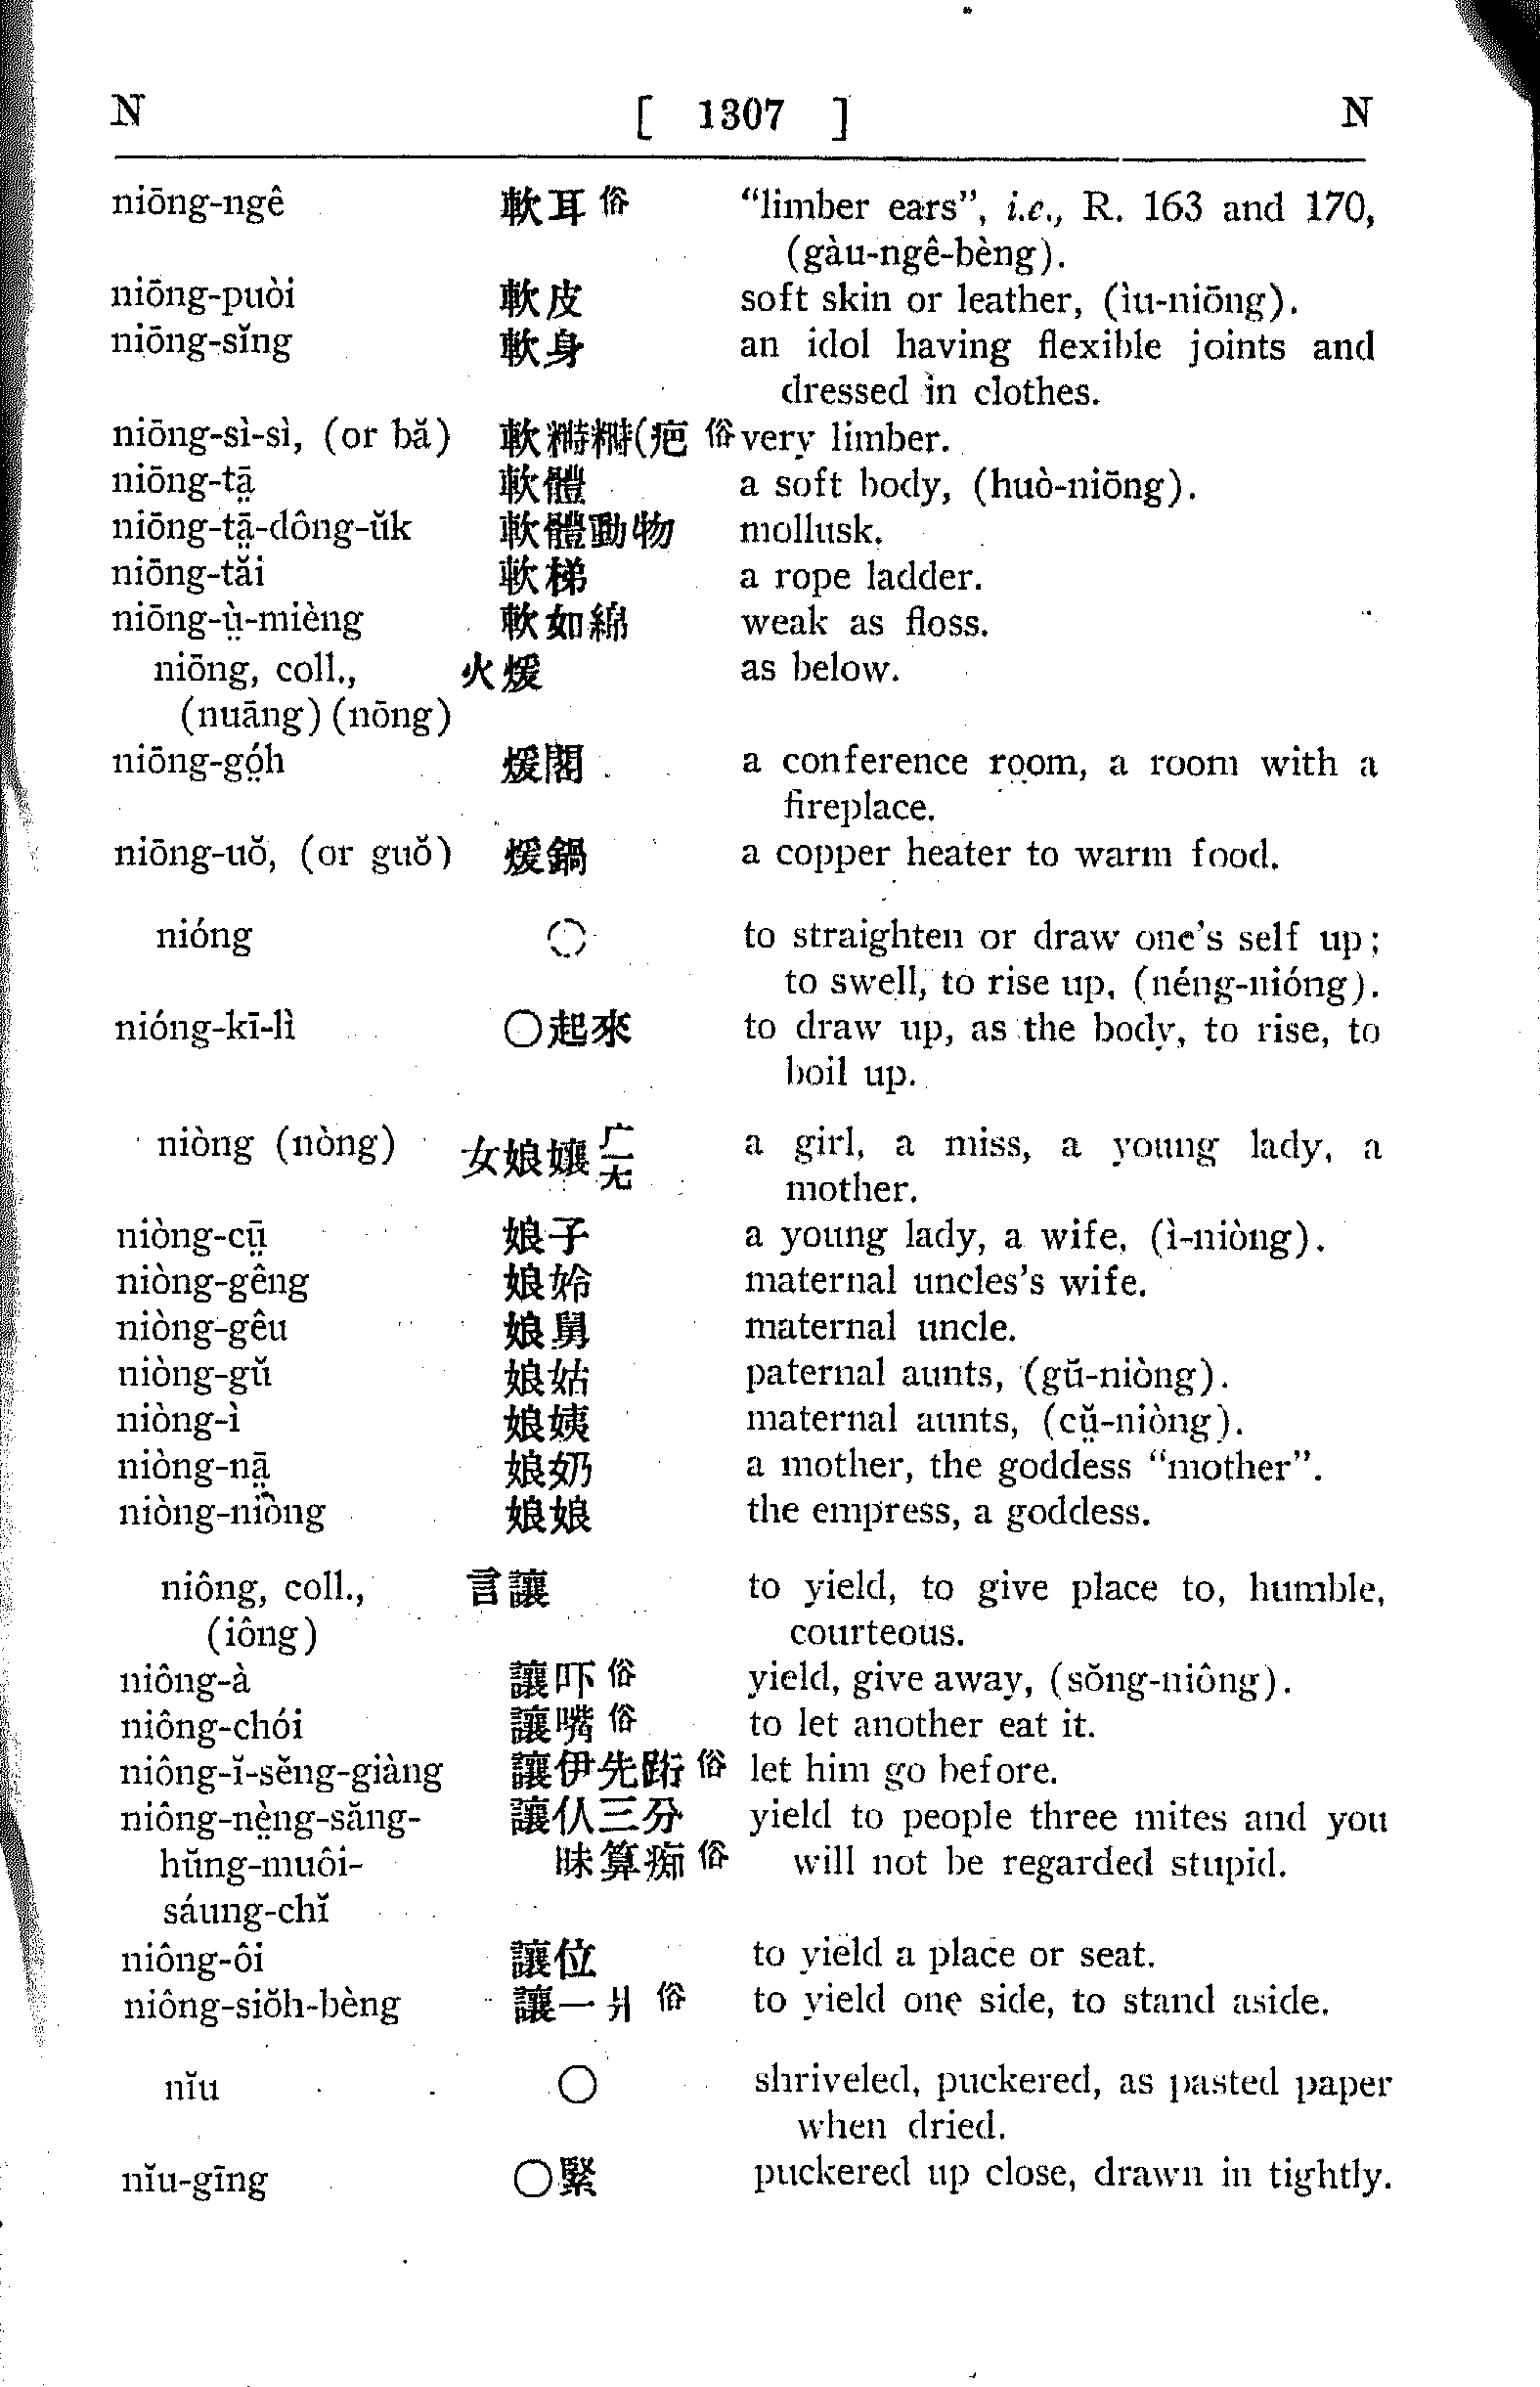 N [ 1307 ] N
niōng-ngê 軟耳俗 “limber ears”, i.e., R. 163 and 170,
(gàu-ngê-bèng).
niōng-puòi 軟皮 soft skin or leather, (ìu-niōng).
niōng-sĭng 軟身 an idol having flexible joints and
dressed in clothes.
niōng-sì-sì, (or bă) 軟 (疤 俗 very limber.
niōng-tā̤ 軟體 a soft body, (huò-niōng).
niōng-tā̤-dông-ŭk 軟體動物 mollusk.
niōng-tăi 軟梯 a rope ladder.
niōng-ṳ̀-mièng 軟如綿 weak as floss.
niōng, coll., 火煖 as below.
(nuāng) (nōng)
niōng-gó̤h 煖閣 a conference room, a room with a
fireplace.
niōng-uŏ, (or guŏ) 煖鍋 a copper heater to warm food.
nióng ◌ to straighten or draw one’s self up;
to swell, to rise up, (néng-nióng).
nióng-kī-lì ○起來 to draw up, as the body, to rise, to
boil up.
niòng (nòng) 女娘孃 a girl, a miss, a young lady, a
mother.
niòng-cṳ̄ 娘子 a young lady, a wife, (ì-niòng).
niòng-gêng 娘妗 maternal uncles’s wife.
niòng-gêu 娘舅 maternal uncle.
niòng-gŭ 娘姑 paternal aunts, (gŭ-niòng).
niòng-ì 娘姨 maternal aunts, (cṳ̆-niòng).
niòng-nā̤ 娘奶 a mother, the goddess “mother”.
niòng-niòng 娘娘 the empress, a goddess.
niông, coll., 言讓 to yield, to give place to, humble,
(iông) courteous.
niông-à 讓吓俗 yield, give away, (sŏng-niông).
niông-chói 讓嘴俗 to let another eat it.
niông-ĭ-sĕng-giàng 讓伊先𨀘俗 let him go before.
niông-nè̤ng-săng- 讓仈三分 yield to people three mites and you
hŭng-muôi- 昧算痴俗 will not be regarded stupid.
sáung-chĭ
niông-ôi 讓位 to yield a place or seat.
niông-siŏh-bèng 讓一爿 俗 to yield one side, to stand aside.
nĭu ○ shriveled, puckered, as pasted paper
when dried.
nĭu-gīng ○緊 puckered up close, drawn in tightly.